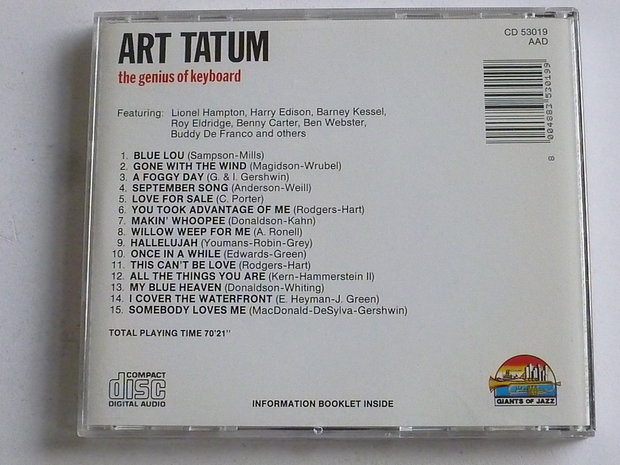 ART TATUM
the genius of keyboard
CD 53019
AAD
8 004883 530199
Featuring: Lionel Hampton, Harry Edison, Barney Kessel,
Roy Eldridge, Benny Carter, Ben Webster,
Buddy De Franco and others
1. BLUE LOU (Sampson-Mills)
2. GONE WITH THE WIND (Magidson-Wrubel)
3. A FOGGY DAY (G. & I. Gershwin)
4. SEPTEMBER SONG (Anderson-Weill)
5. LOVE FOR SALE (C. Porter)
6. YOU TOOK ADVANTAGE OF ME (Rodgers-Hart)
7. MAKIN' WHOOPEE (Donaldson-Kahn)
8. WILLOW WEEP FOR ME (A. Ronell)
9. HALLELUJAH (Youmans-Robin-Grey)
10. ONCE IN A WHILE (Edwards-Green)
11. THIS CAN'T BE LOVE (Rodgers-Hart)
12. ALL THE THINGS YOU ARE (Kern-Hammerstein II)
13. MY BLUE HEAVEN (Donaldson-Whiting)
14. I COVER THE WATERFRONT (E. Heyman-J. Green)
15. SOMEBODY LOVES ME (MacDonald-DeSylva-Gershwin)
TOTAL PLAYING TIME 70'21"
COMPACT
disc
DIGITAL AUDIO
INFORMATION BOOKLET INSIDE
GIANTS OF JAZZ